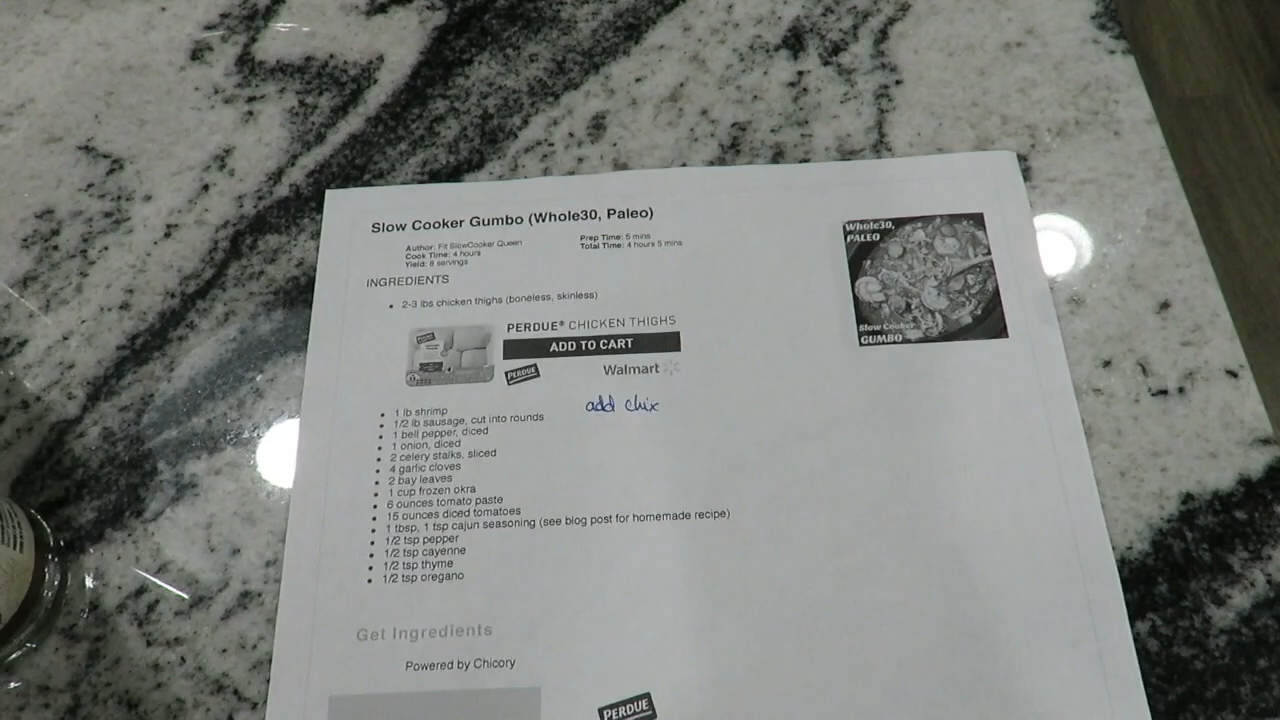 Slow Cooker Gumbo (Whole30, Paleo)
Author: Fit SlowCooker Queen
Cook Time: 4 hours
Yield: 8 servings
Prep Time: 5 mins
Total Time: 4 hours 5 mins
Whole30,
PALEO
Slow Cooker
GUMBO
INGREDIENTS
• 2-3 lbs chicken thighs (boneless, skinless)
PERDUE® CHICKEN THIGHS
ADD TO CART
PERDUE
PERDUE
Walmart
add chix
• 1 lb shrimp
• 1/2 lb sausage, cut into rounds
• 1 bell pepper, diced
• 1 onion, diced
• 2 celery stalks, sliced
• 4 garlic cloves
• 2 bay leaves
• 1 cup frozen okra
• 6 ounces tomato paste
• 15 ounces diced tomatoes
• 1 tbsp, 1 tsp cajun seasoning (see blog post for homemade recipe)
• 1/2 tsp pepper
• 1/2 tsp cayenne
• 1/2 tsp thyme
• 1/2 tsp oregano
Get Ingredients
Powered by Chicory
PERDUE